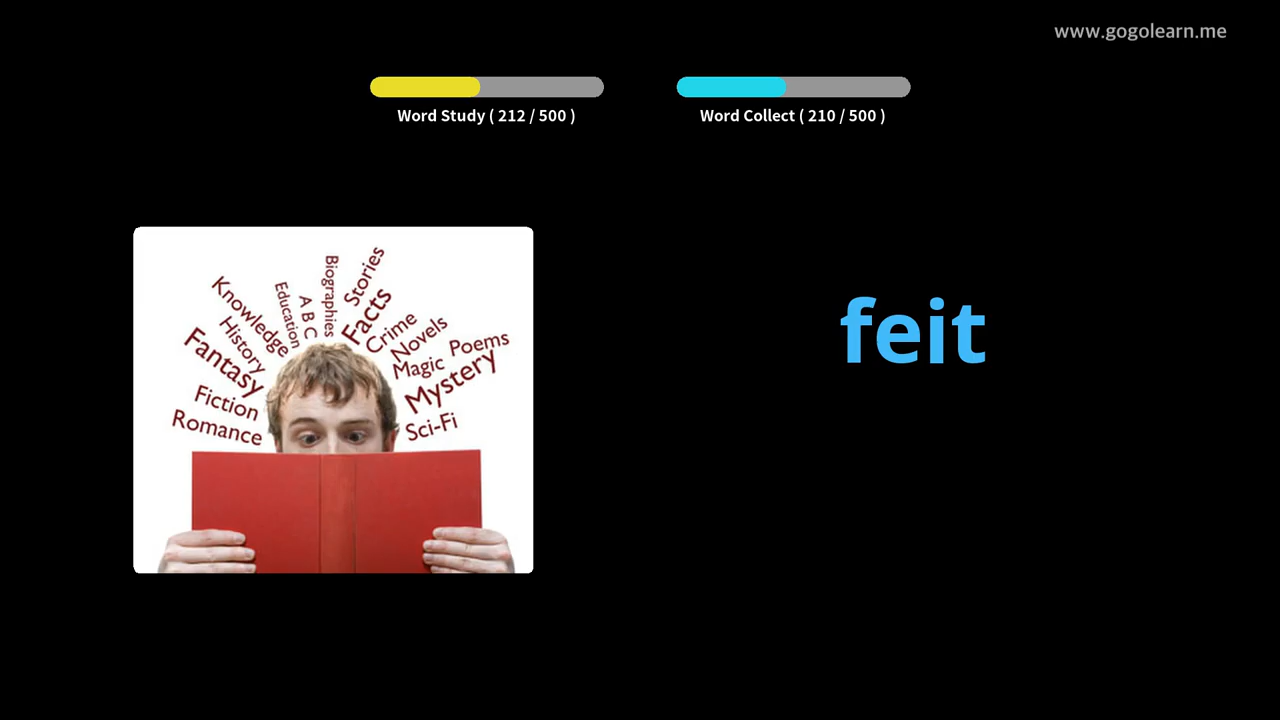 www.gogolearn.me
Word Study ( 212 / 500 )
Word Collect ( 210 / 500 )
feit
Stories
Biographies
Facts
A B C
Education
Knowledge
Crime
Novels
History
Poems
Magic
Fantasy
Mystery
Fiction
Sci-Fi
Romance